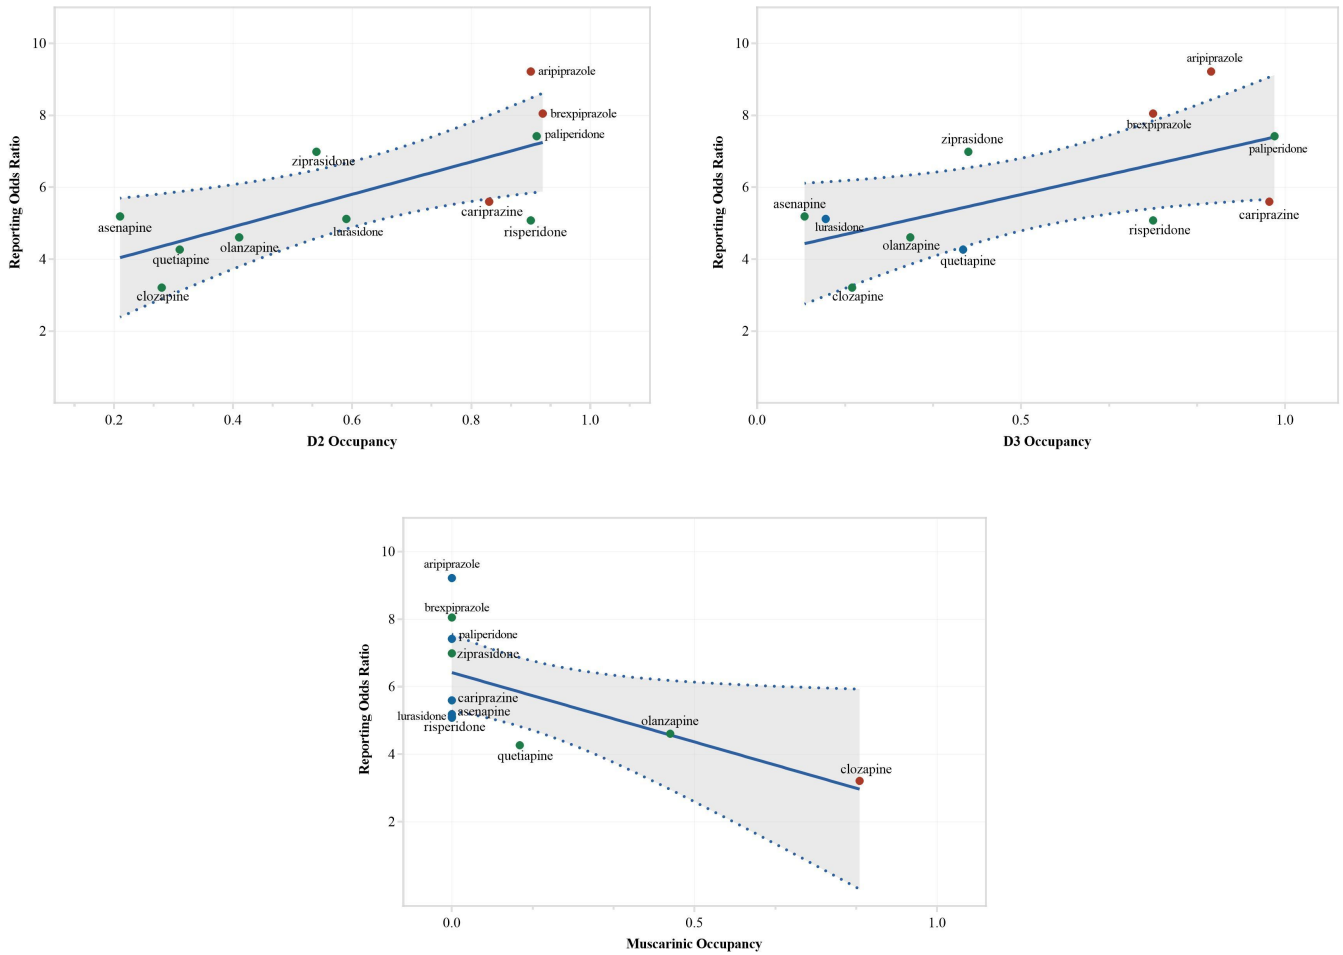 10
8
6
4
2
Reporting Odds Ratio
aripiprazole
brexpiprazole
paliperidone
ziprasidone
cariprazine
asenapine
risperidone
lurasidone
olanzapine
quetiapine
clozapine
0.2 0.4 0.6 0.8 1.0
D2 Occupancy
10
8
6
4
2
Reporting Odds Ratio
aripiprazole
brexpiprazole
ziprasidone
paliperidone
asenapine
cariprazine
lurasidone
risperidone
olanzapine
quetiapine
clozapine
0.0 0.5 1.0
D3 Occupancy
10
8
6
4
2
Reporting Odds Ratio
aripiprazole
brexpiprazole
paliperidone
ziprasidone
cariprazine
asenapine
lurasidone
risperidone
olanzapine
quetiapine
clozapine
0.0 0.5 1.0
Muscarinic Occupancy